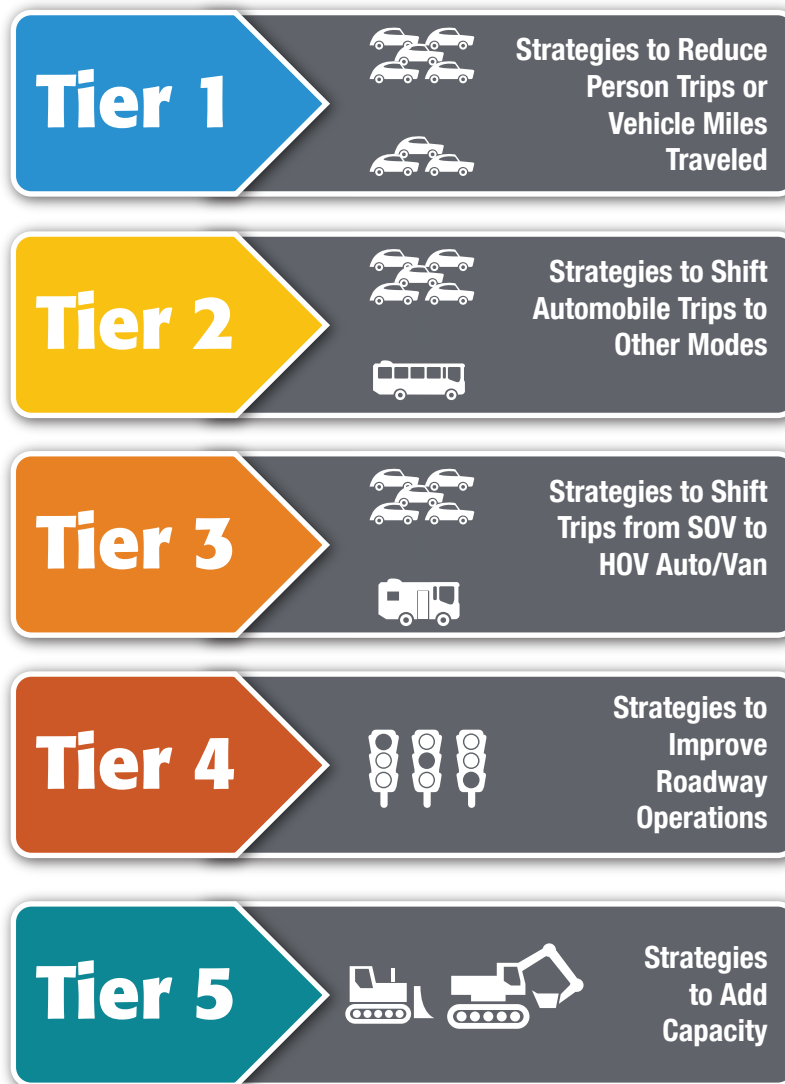 Tier 1
Strategies to Reduce
Person Trips or
Vehicle Miles
Traveled
Tier 2
Strategies to Shift
Automobile Trips to
Other Modes
Tier 3
Strategies to Shift
Trips from SOV to
HOV Auto/Van
Tier 4
Strategies to
Improve
Roadway
Operations
Tier 5
Strategies
to Add
Capacity